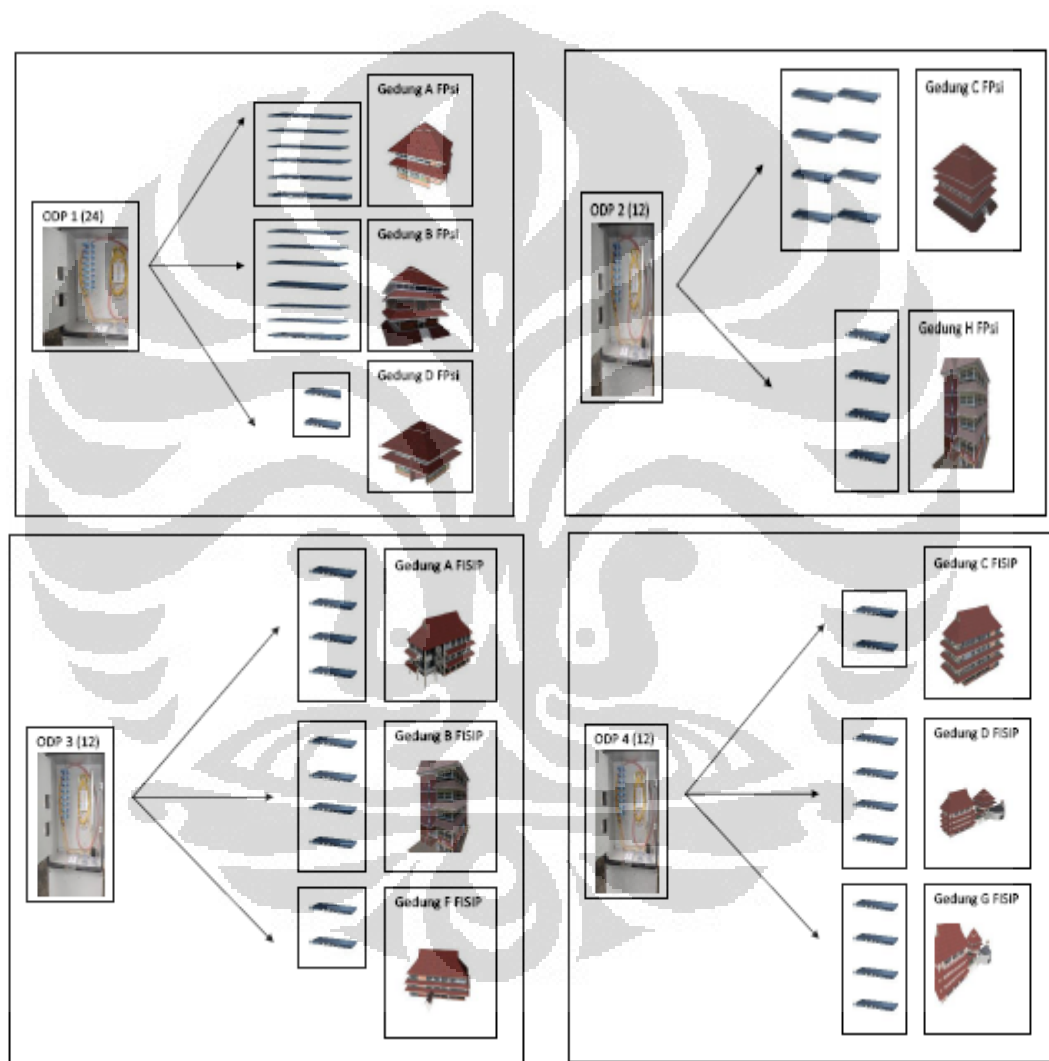 Gedung A FPsi
ODP 1 (24)
Gedung B FPsi
Gedung D FPsi
Gedung C FPsi
ODP 2 (12)
Gedung H FPsi
Gedung A FISIP
ODP 3 (12)
Gedung B FISIP
Gedung F FISIP
Gedung C FISIP
ODP 4 (12)
Gedung D FISIP
Gedung G FISIP